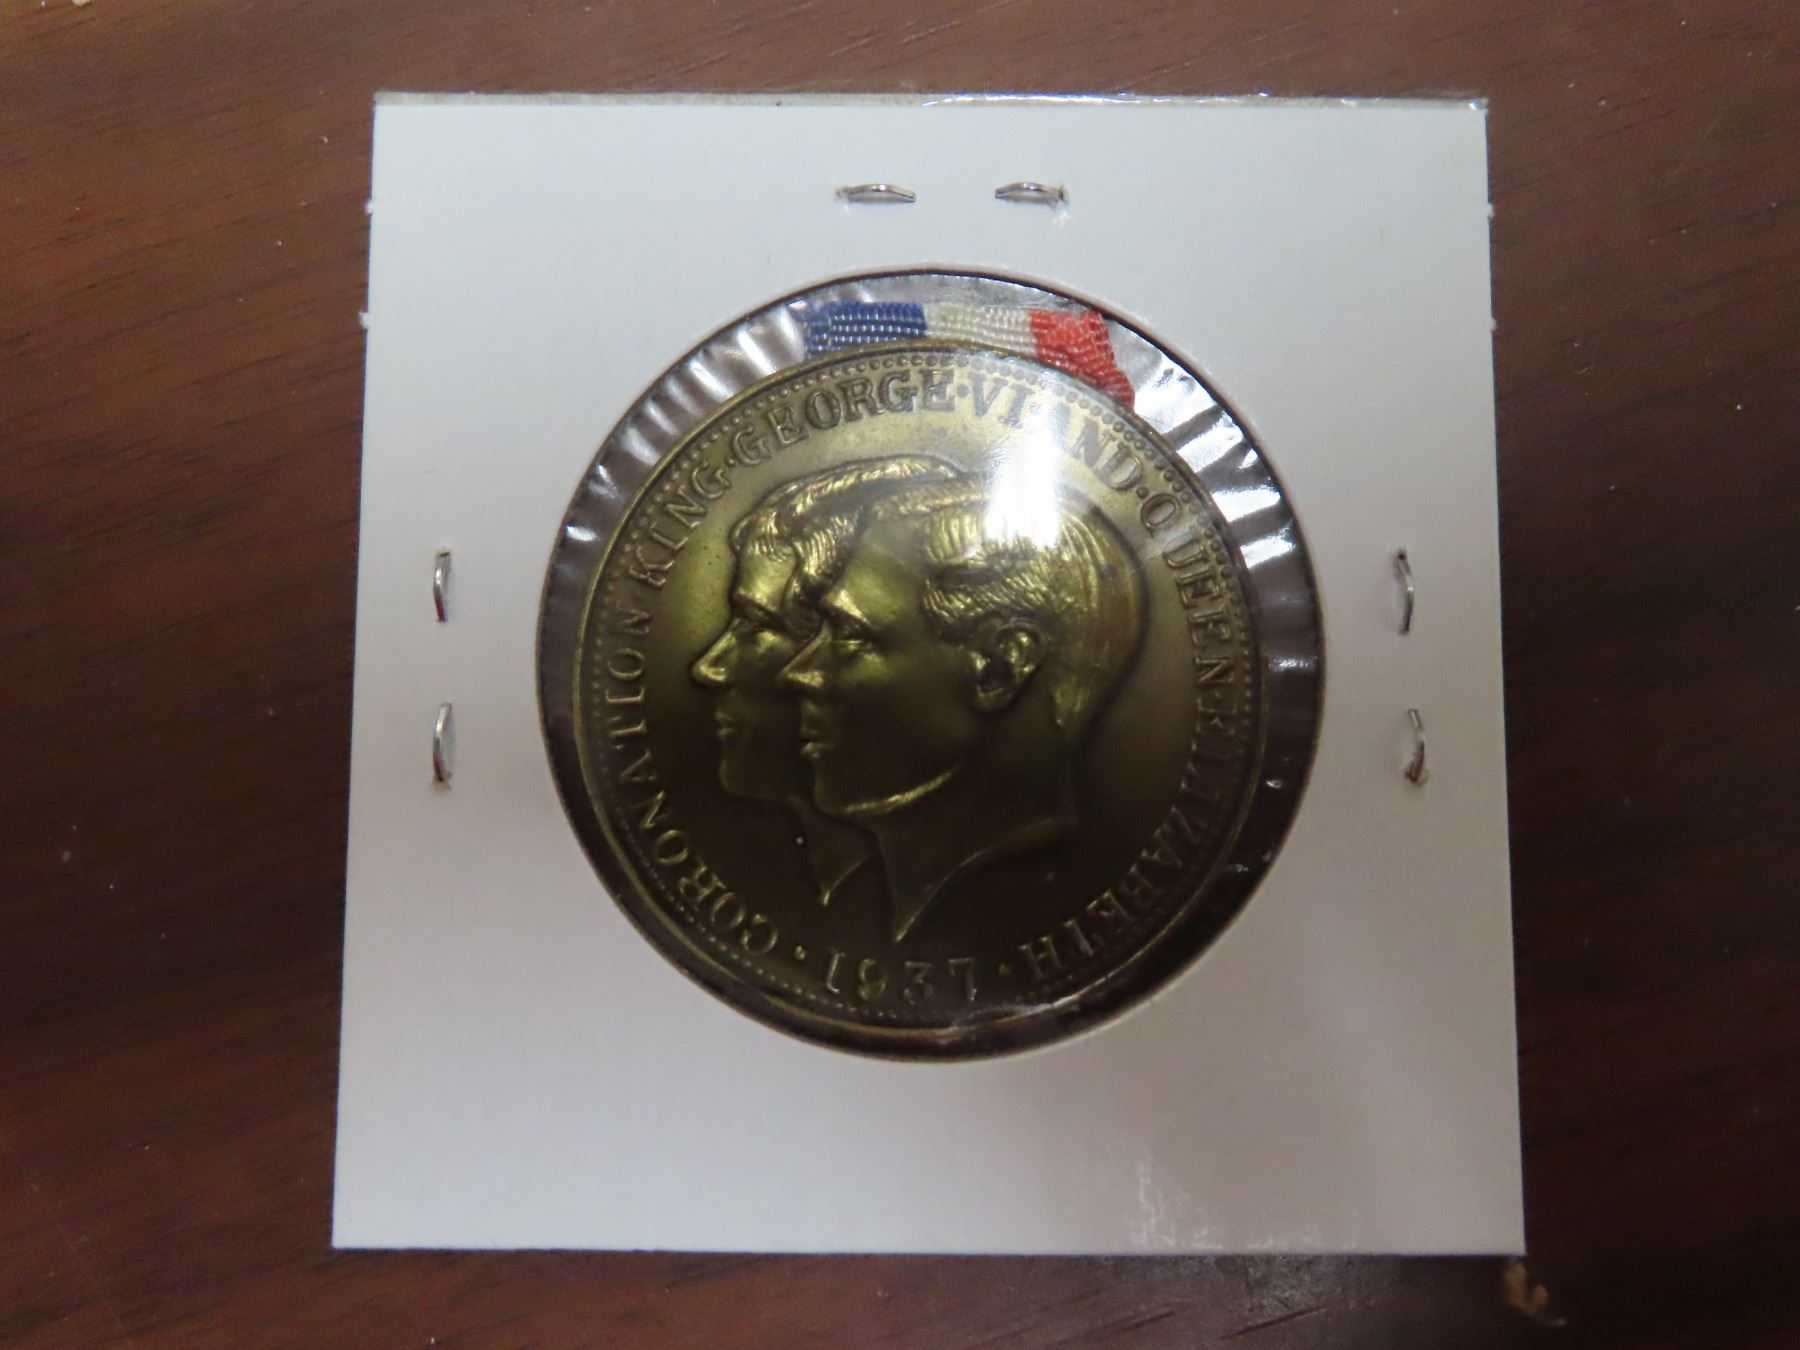 CORONATION KING·GEORGE·VI·AND·QUEEN·ELIZABETH
·1937·